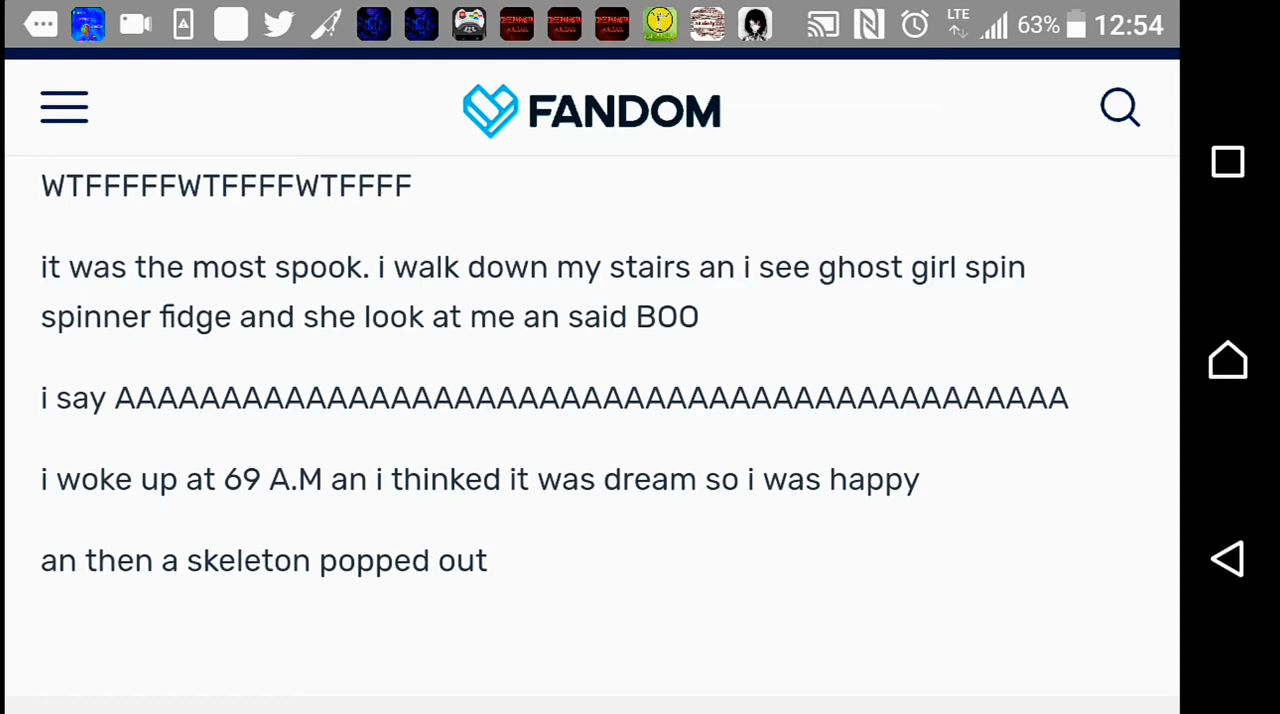 LTE 63% 12:54
FANDOM
WTFFFFFWTFFFFWTFFFF
it was the most spook. i walk down my stairs an i see ghost girl spin
spinner fidge and she look at me an said BOO
i say AAAAAAAAAAAAAAAAAAAAAAAAAAAAAAAAAAAAAAAAAAAAA
i woke up at 69 A.M an i thinked it was dream so i was happy
an then a skeleton popped out